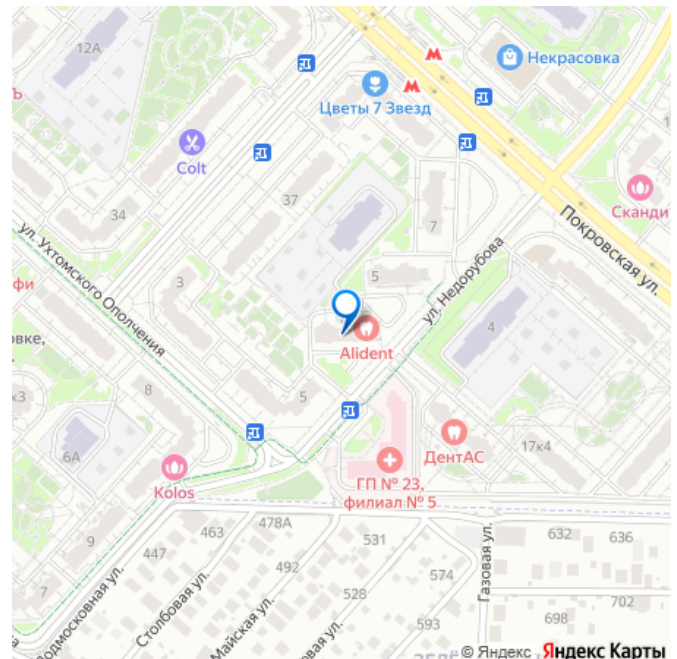 12А
Некрасовка
Цветы 7 Звезд
Colt
37
34
7
Сканди
Покровская ул.
ул. Ухтомского Ополчения
ул. Недорубова
3
5
фи
4
Alident
овке,
к3
8
5
6А
ДентАС
17к4
Kolos
ГП № 23,
филиал № 5
9
463
478А
531
632
636
447
Газовая ул.
7
492
574
Подмосковная ул.
Столбовая ул.
Майская ул.
528
702
593
698
овая ул.
© Яндекс Яндекс Карты